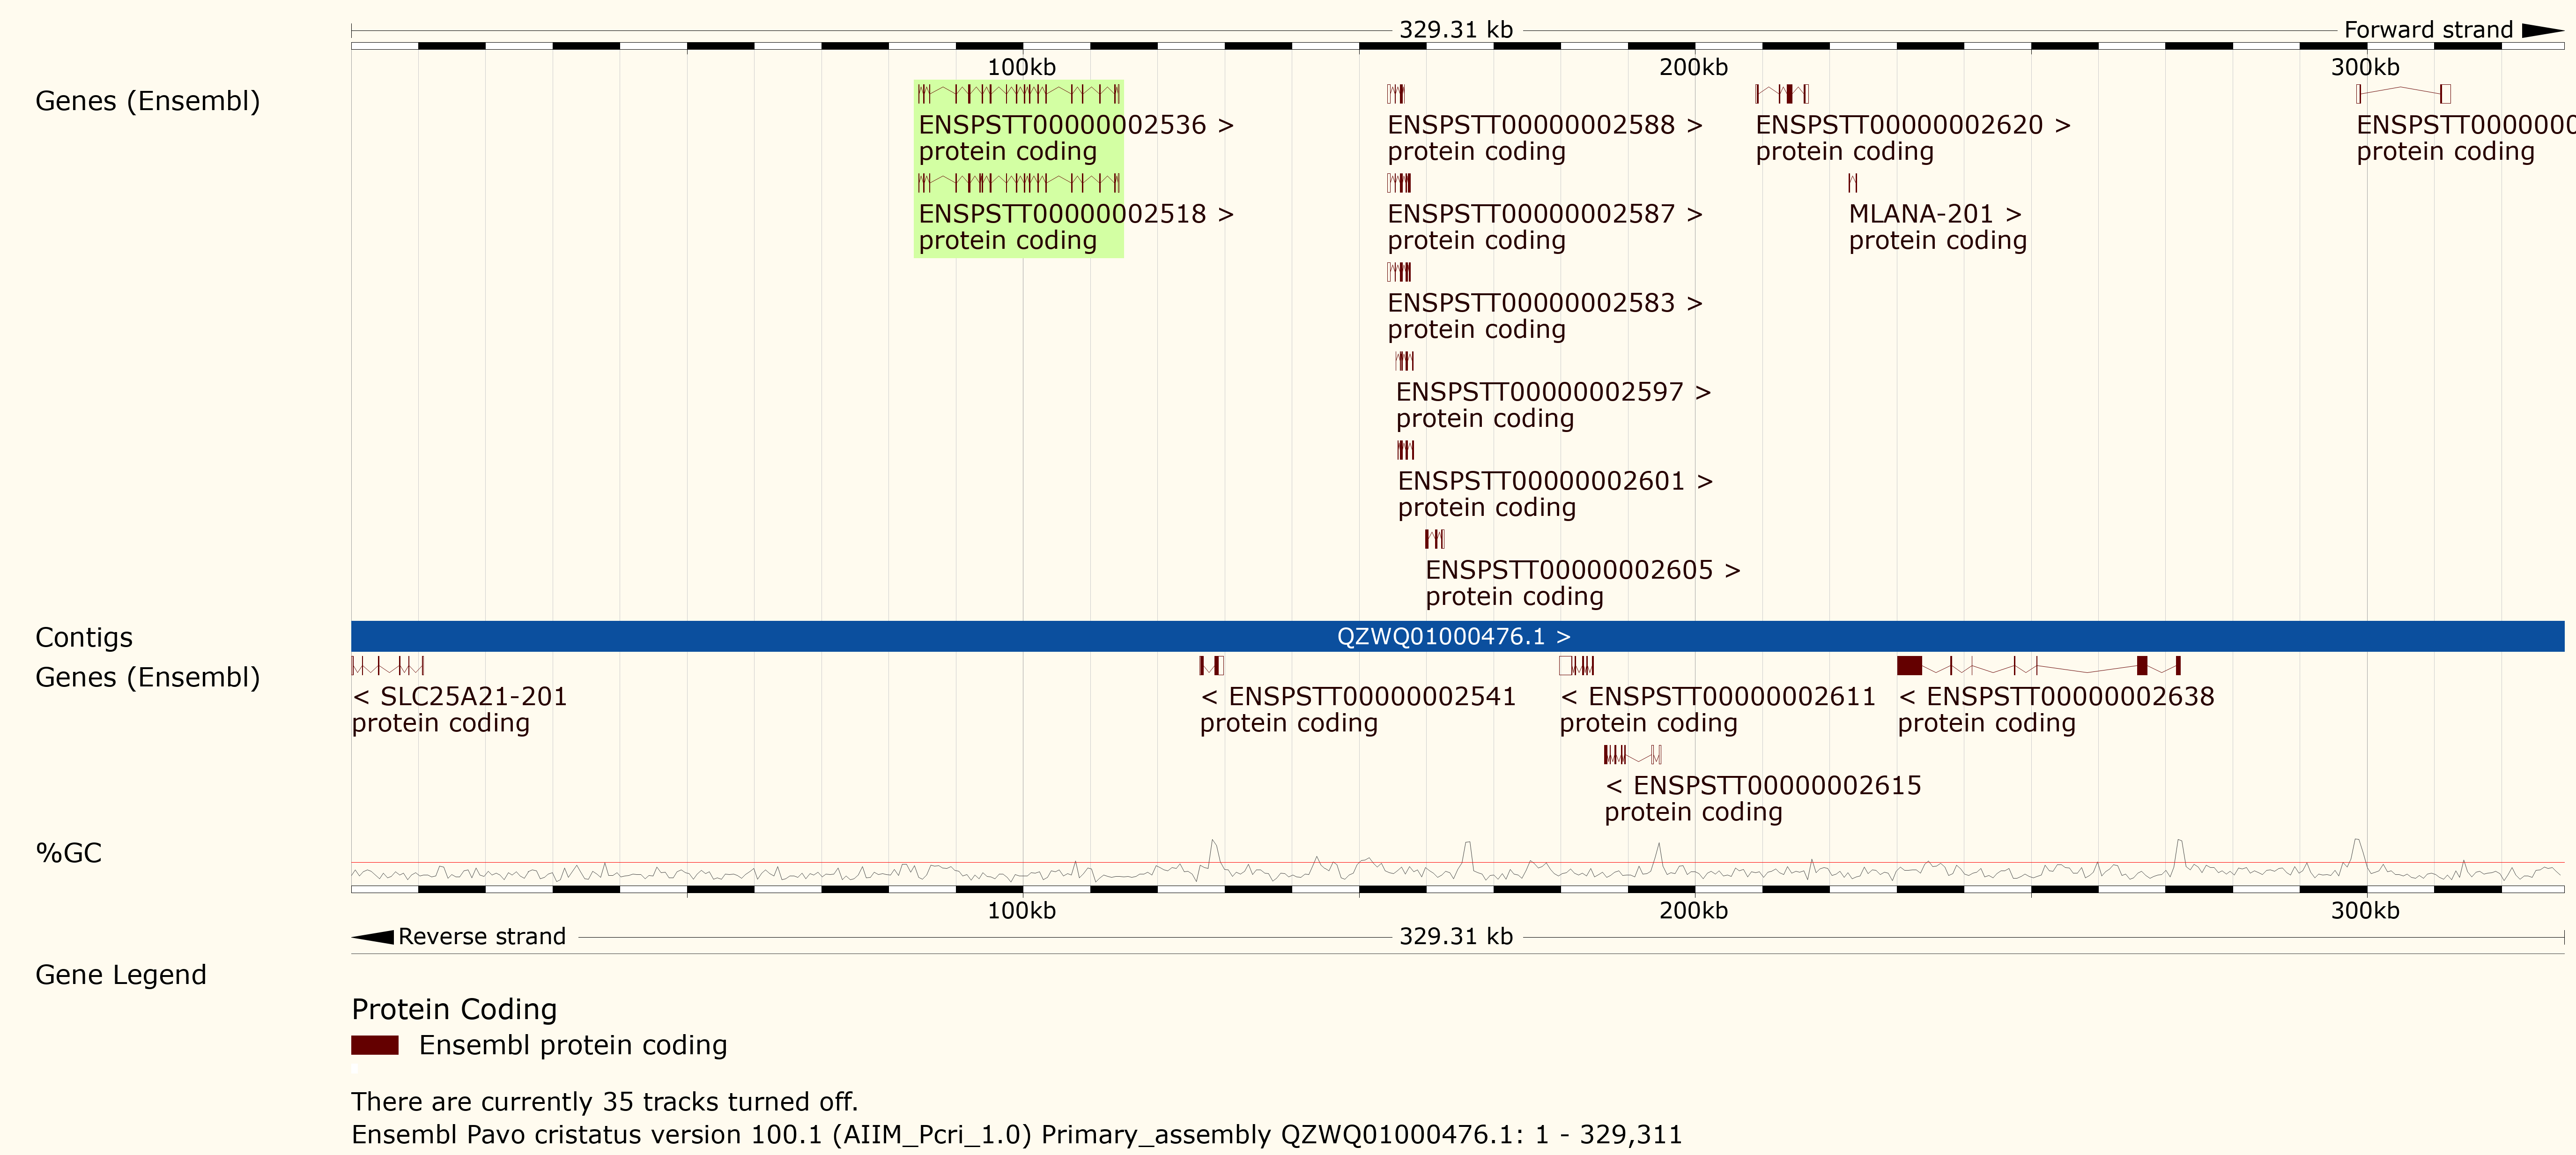 329.31 kb
Forward strand
100kb 200kb 300kb
Genes (Ensembl)
ENSPSTT00000002536 >
protein coding
ENSPSTT00000002588 >
protein coding
ENSPSTT00000002620 >
protein coding
ENSPSTT0000000
protein coding
ENSPSTT00000002518 >
protein coding
ENSPSTT00000002587 >
protein coding
MLANA-201 >
protein coding
ENSPSTT00000002583 >
protein coding
ENSPSTT00000002597 >
protein coding
ENSPSTT00000002601 >
protein coding
ENSPSTT00000002605 >
protein coding
Contigs
QZWQ01000476.1 >
Genes (Ensembl)
< SLC25A21-201
protein coding
< ENSPSTT00000002541
protein coding
< ENSPSTT00000002611
protein coding
< ENSPSTT00000002638
protein coding
< ENSPSTT00000002615
protein coding
%GC
100kb 200kb 300kb
Reverse strand
329.31 kb
Gene Legend
Protein Coding
Ensembl protein coding
There are currently 35 tracks turned off.
Ensembl Pavo cristatus version 100.1 (AIIM_Pcri_1.0) Primary_assembly QZWQ01000476.1: 1 - 329,311